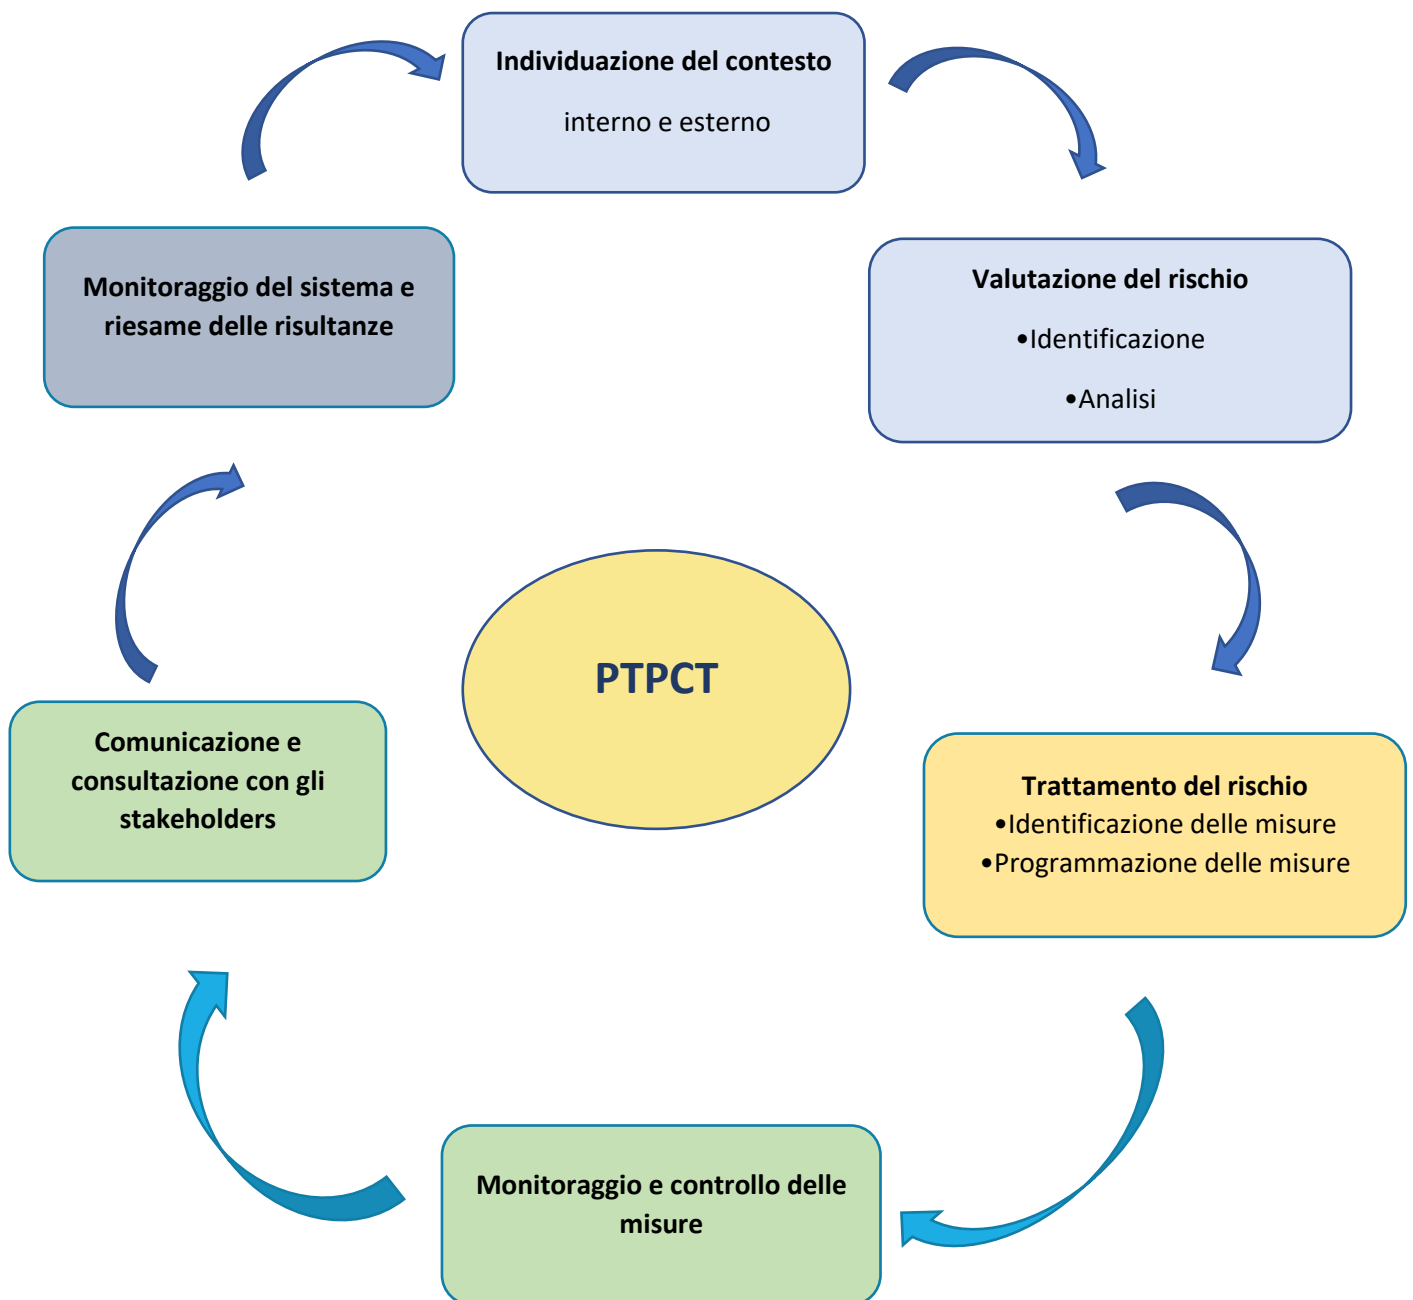 Individuazione del contesto
interno e esterno
Valutazione del rischio
•Identificazione
•Analisi
Trattamento del rischio
•Identificazione delle misure
•Programmazione delle misure
Monitoraggio e controllo delle
misure
Comunicazione e
consultazione con gli
stakeholders
Monitoraggio del sistema e
riesame delle risultanze
PTPCT